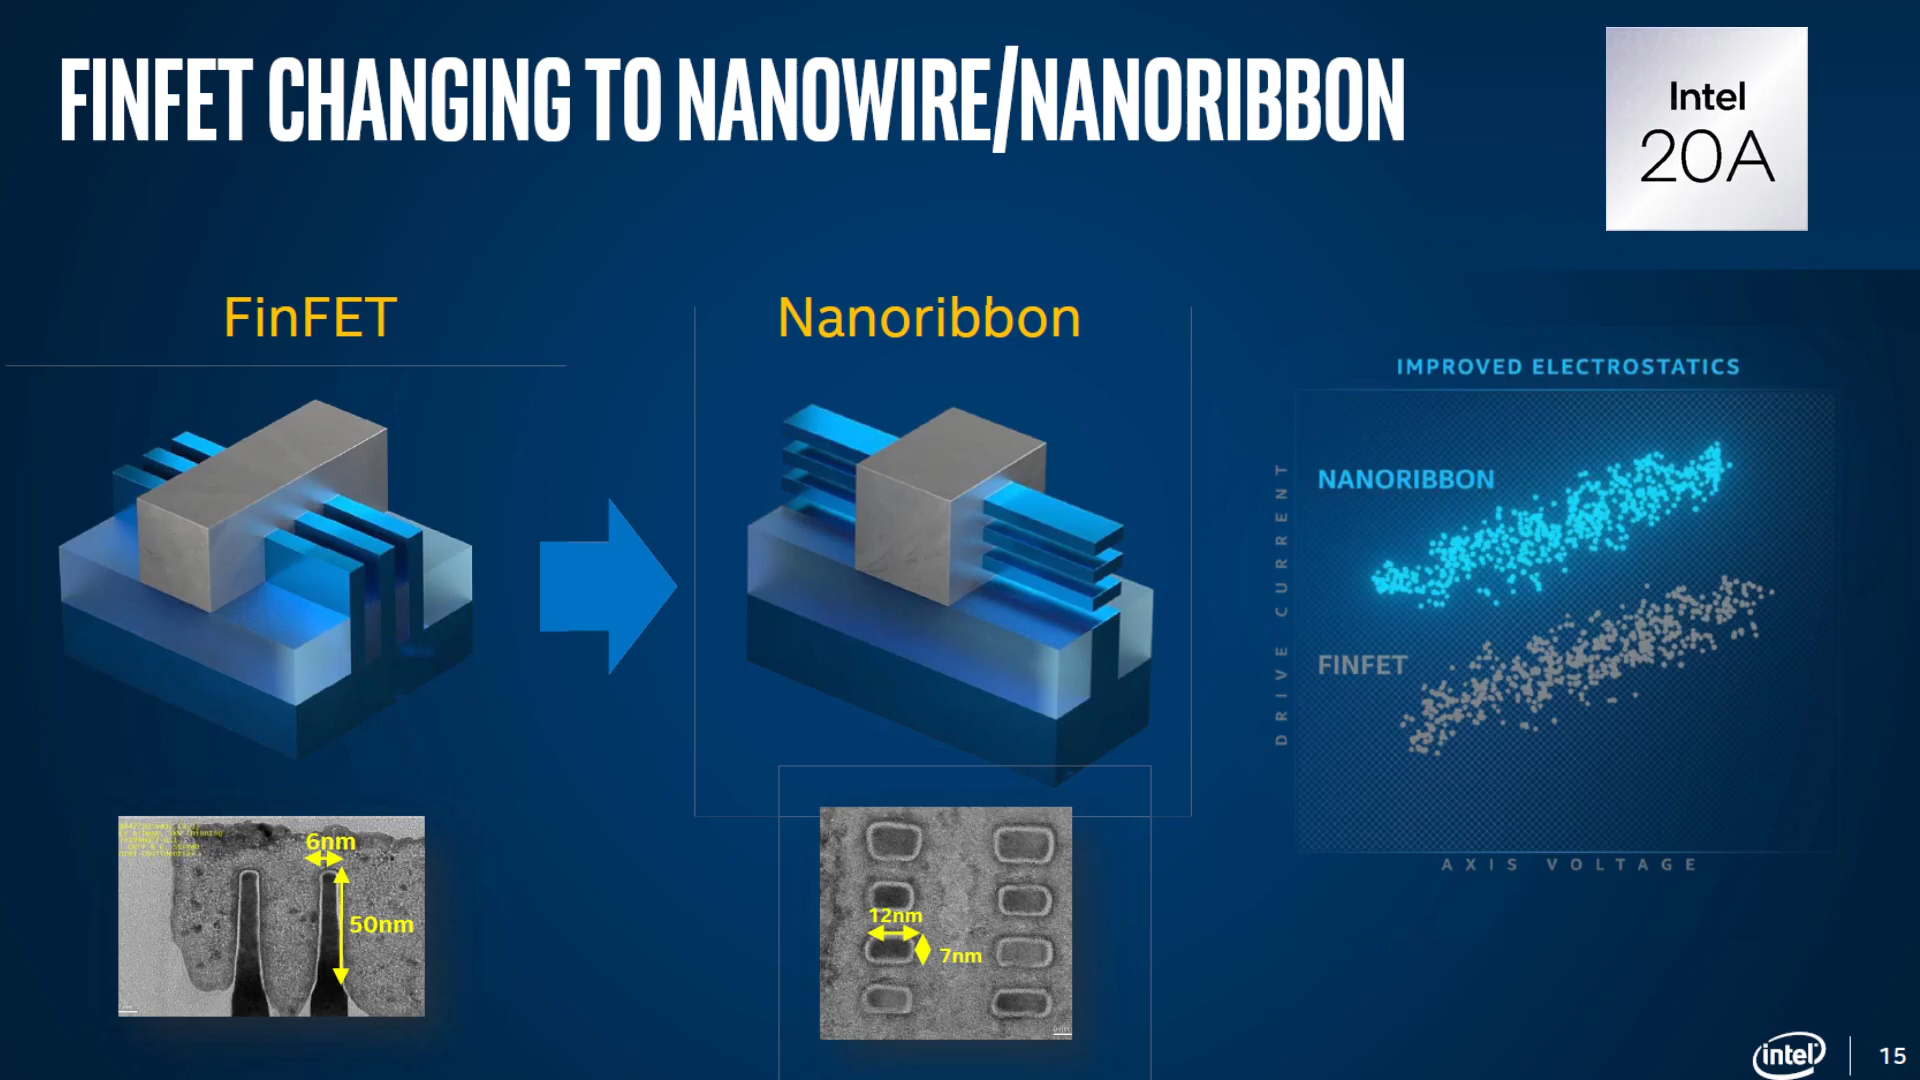 FINFET CHANGING TO NANOWIRE/NANORIBBON
Intel
20A
FinFET
Nanoribbon
IMPROVED ELECTROSTATICS
NANORIBBON
FINFET
DRIVE CURRENT
AXIS VOLTAGE
6nm
50nm
12nm
7nm
intel
15